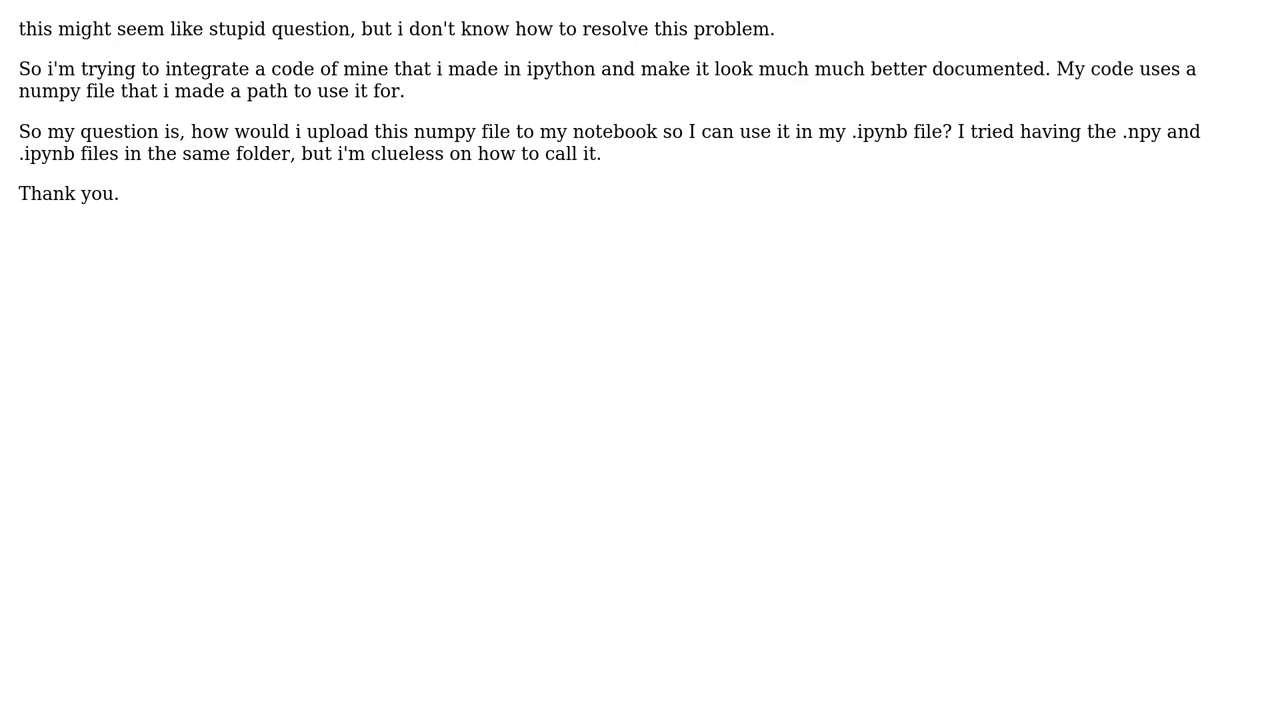 this might seem like stupid question, but i don't know how to resolve this problem.
So i'm trying to integrate a code of mine that i made in ipython and make it look much much better documented. My code uses a
numpy file that i made a path to use it for.
So my question is, how would i upload this numpy file to my notebook so I can use it in my .ipynb file? I tried having the .npy and
.ipynb files in the same folder, but i'm clueless on how to call it.
Thank you.